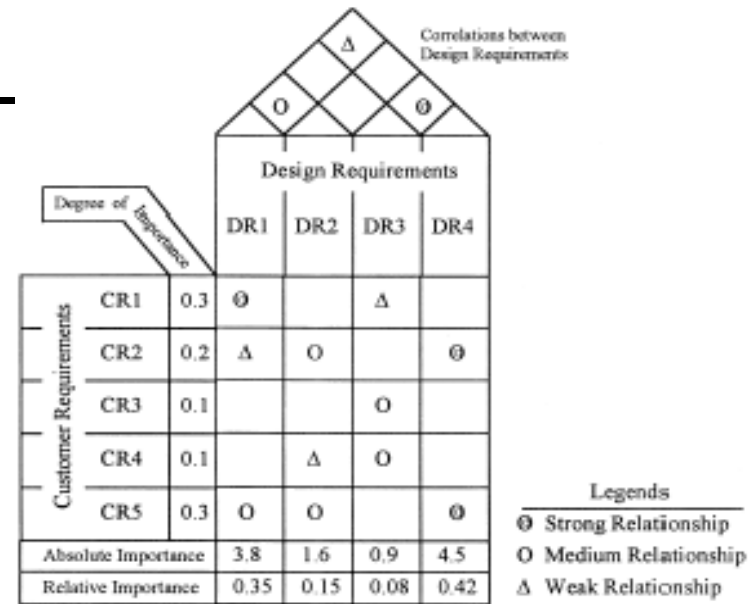 Correlations between
Design Requirements
Δ
O Θ
Design Requirements
Degree of Importance
DR1 DR2 DR3 DR4
Customer Requirements
CR1 0.3 Θ Δ
CR2 0.2 Δ O Θ
CR3 0.1 O
CR4 0.1 Δ O
CR5 0.3 O O Θ
Absolute Importance 3.8 1.6 0.9 4.5
Relative Importance 0.35 0.15 0.08 0.42
Legends
Θ Strong Relationship
O Medium Relationship
Δ Weak Relationship